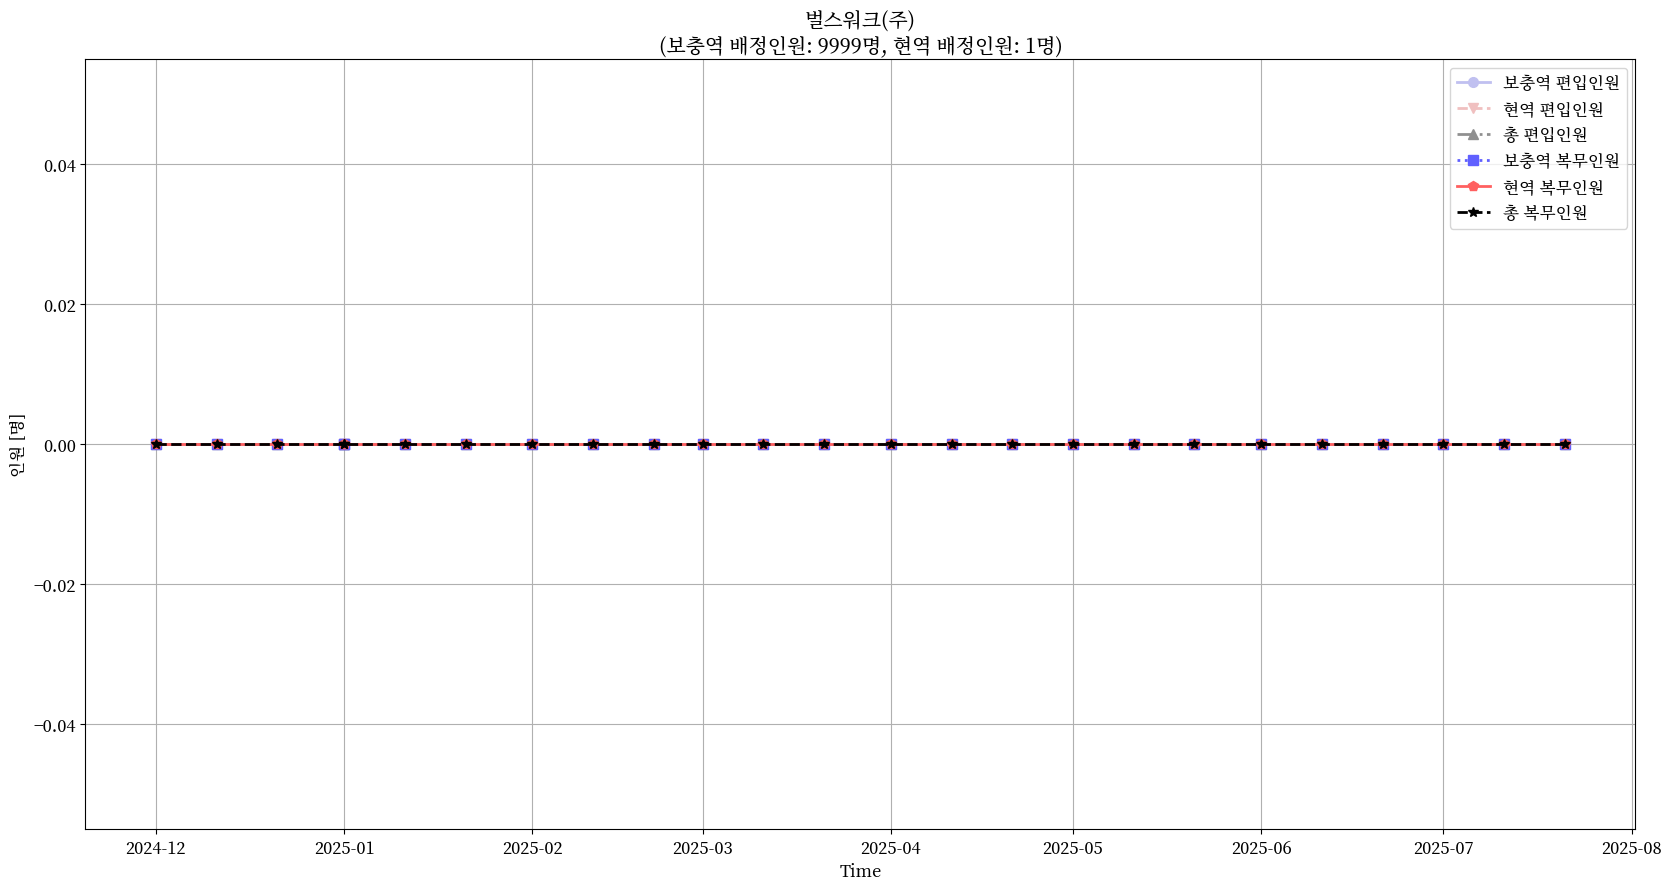 벌스워크(주)
(보충역 배정인원: 9999명, 현역 배정인원: 1명)
보충역 편입인원
현역 편입인원
총 편입인원
보충역 복무인원
현역 복무인원
총 복무인원
0.04
0.02
0.00
−0.02
−0.04
인원 [명]
2024-12 2025-01 2025-02 2025-03 2025-04 2025-05 2025-06 2025-07 2025-08
Time